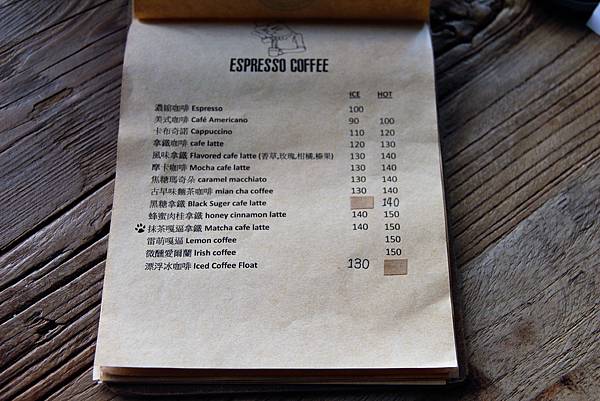 ESPRESSO COFFEE
ICE HOT
濃縮咖啡 Espresso 100
美式咖啡 Café Americano 90 100
卡布奇諾 Cappuccino 110 120
拿鐵咖啡 cafe latte 120 130
風味拿鐵 Flavored cafe latte (香草,玫瑰,柑橘,榛果) 130 140
摩卡咖啡 Mocha cafe latte 130 140
焦糖瑪奇朵 caramel macchiato 130 140
古早味麵茶咖啡 mian cha coffee 130 140
黑糖拿鐵 Black Suger cafe latte 140
蜂蜜肉桂拿鐵 honey cinnamon latte 140 150
抹茶嘎逼拿鐵 Matcha cafe latte 140 150
雷萌嘎逼 Lemon coffee 150
微醺愛爾蘭 Irish coffee 150
漂浮冰咖啡 Iced Coffee Float 130